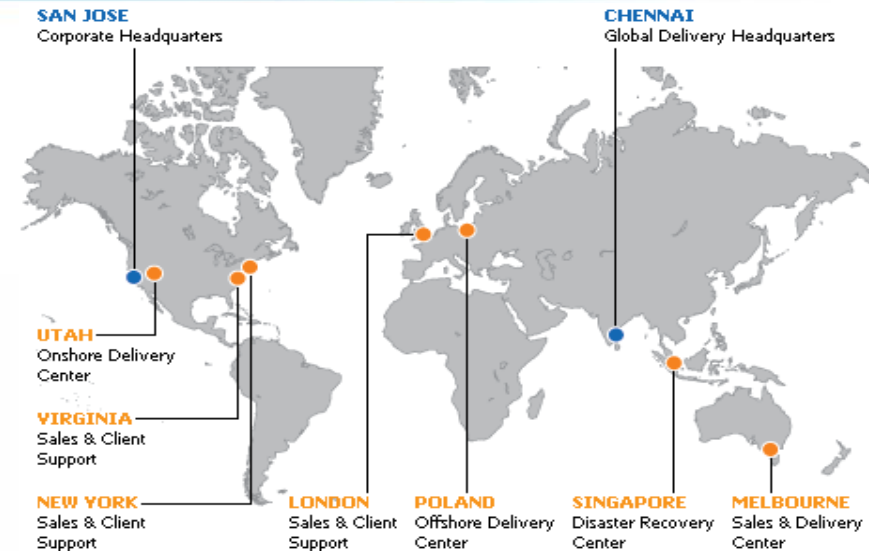 SAN JOSE
Corporate Headquarters
CHENNAI
Global Delivery Headquarters
UTAH
Onshore Delivery
Center
VIRGINIA
Sales & Client
Support
NEW YORK
Sales & Client
Support
LONDON
Sales & Client
Support
POLAND
Offshore Delivery
Center
SINGAPORE
Disaster Recovery
Center
MELBOURNE
Sales & Delivery
Center